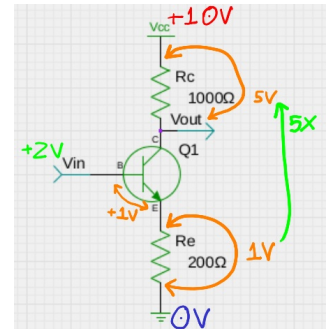 +10V
Vcc
Rc
1000Ω
5V
Vout
5X
C
Q1
+2V
Vin
B
+1V
E
Re
200Ω
1V
0V